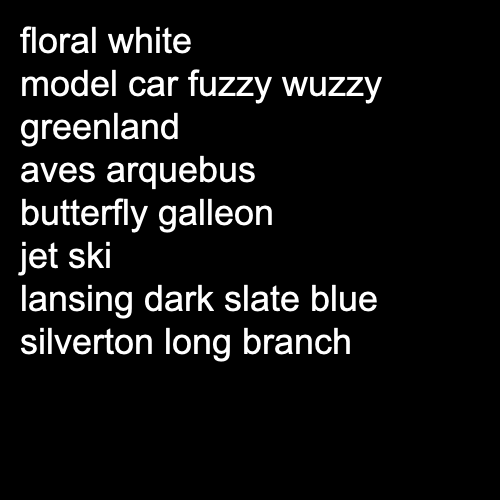 floral white
model car fuzzy wuzzy
greenland
aves arquebus
butterfly galleon
jet ski
lansing dark slate blue
silverton long branch